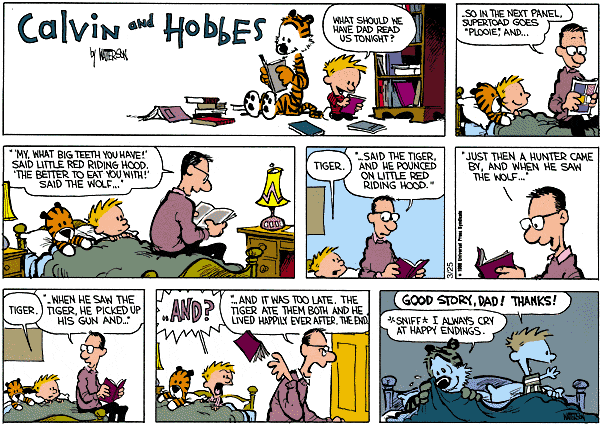 Calvin and Hobbes
by WATTERSON
WHAT SHOULD WE
HAVE DAD READ
US TONIGHT?
..SO IN THE NEXT PANEL,
SUPERTOAD GOES
"PLOOIE," AND...
"'MY, WHAT BIG TEETH YOU HAVE!'
SAID LITTLE RED RIDING HOOD.
'THE BETTER TO EAT YOU WITH!'
SAID THE WOLF..."
TIGER.
"...SAID THE TIGER,
AND HE POUNCED
ON LITTLE RED
RIDING HOOD."
3/25
"JUST THEN A HUNTER CAME
BY, AND WHEN HE SAW
THE WOLF..."
Universal Press Syndicate
TIGER.
"..WHEN HE SAW THE
TIGER, HE PICKED UP
HIS GUN AND..."
..AND?
"..AND IT WAS TOO LATE. THE
TIGER ATE THEM BOTH AND HE
LIVED HAPPILY EVER AFTER. THE END.
GOOD STORY, DAD! THANKS!
*SNIFF* I ALWAYS CRY
AT HAPPY ENDINGS.
WATTERSON